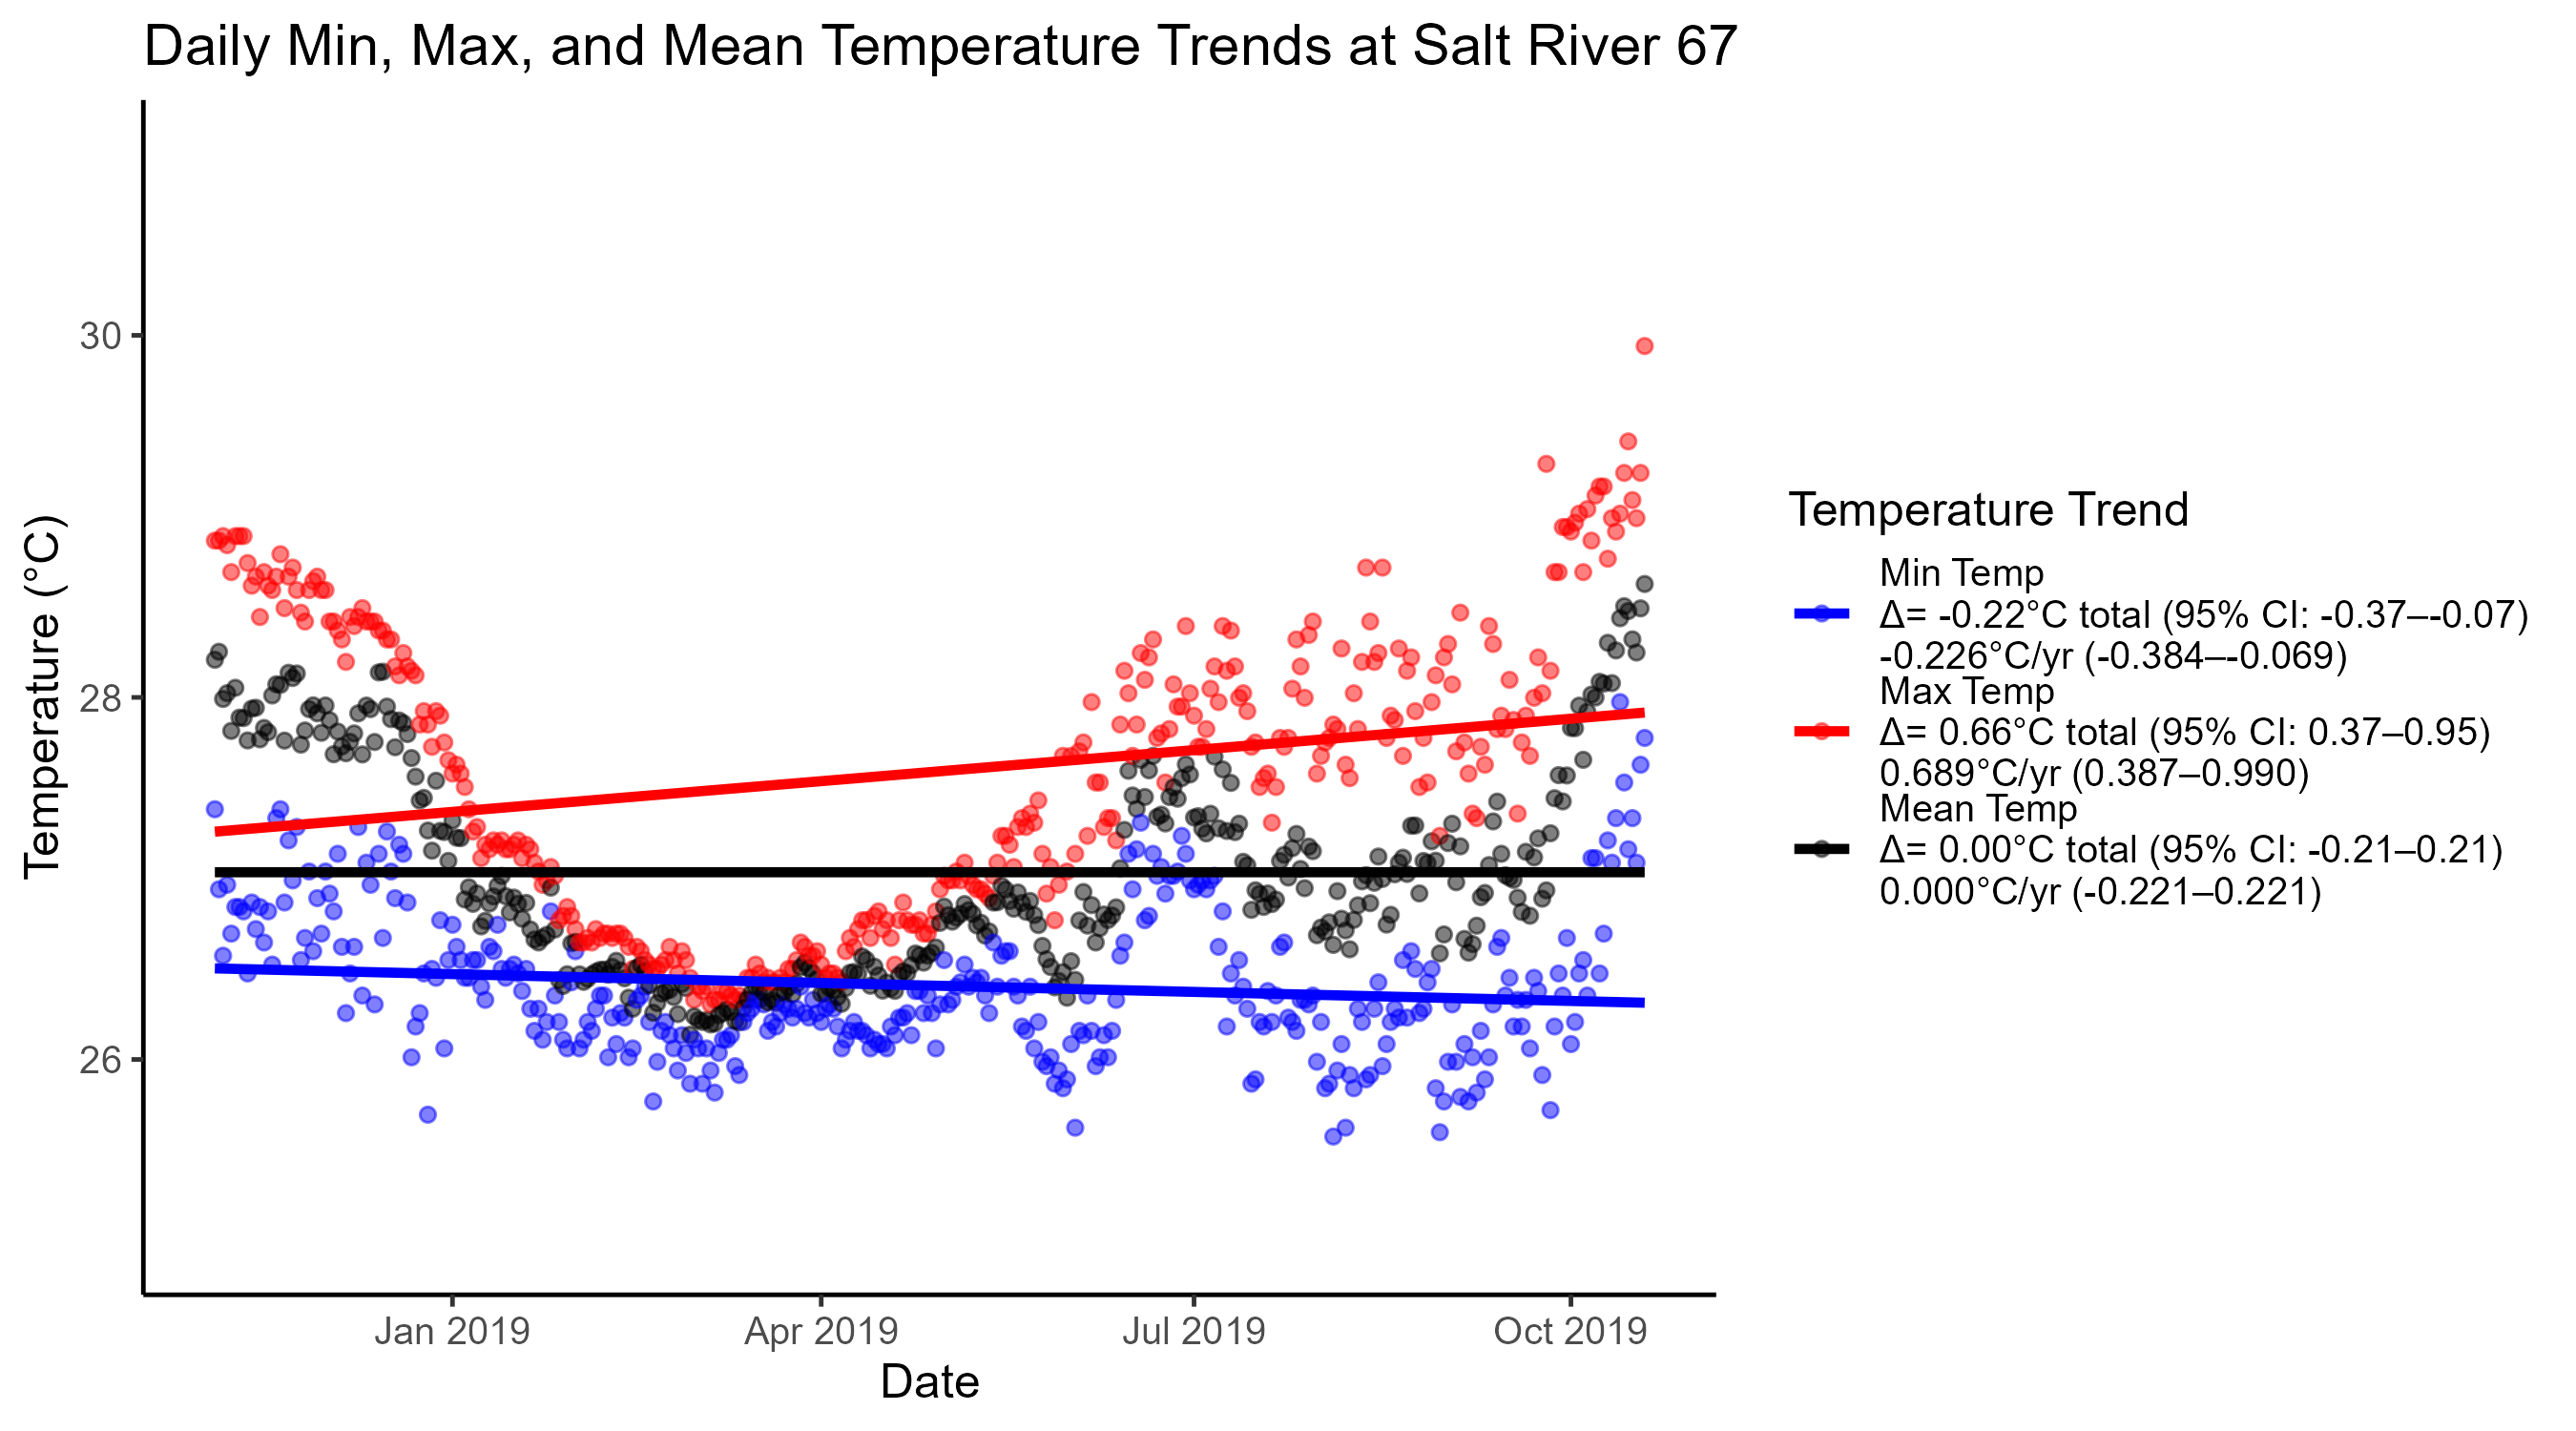 Daily Min, Max, and Mean Temperature Trends at Salt River 67
Temperature (°C)
30
28
26
Jan 2019
Apr 2019
Jul 2019
Oct 2019
Date
Temperature Trend
Min Temp
Δ= -0.22°C total (95% CI: -0.37–-0.07)
-0.226°C/yr (-0.384–-0.069)
Max Temp
Δ= 0.66°C total (95% CI: 0.37–0.95)
0.689°C/yr (0.387–0.990)
Mean Temp
Δ= 0.00°C total (95% CI: -0.21–0.21)
0.000°C/yr (-0.221–0.221)